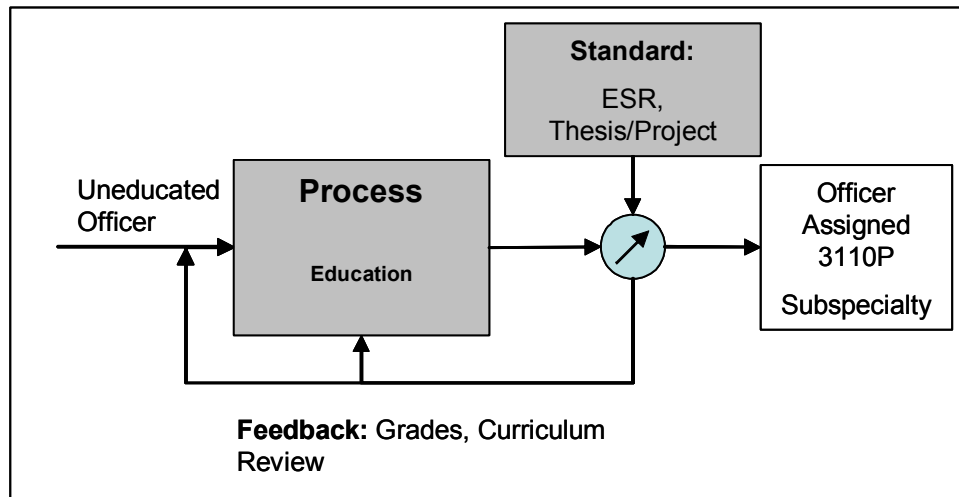 Standard:
ESR,
Thesis/Project
Uneducated
Officer
Process
Education
Officer
Assigned
3110P
Subspecialty
Feedback: Grades, Curriculum
Review